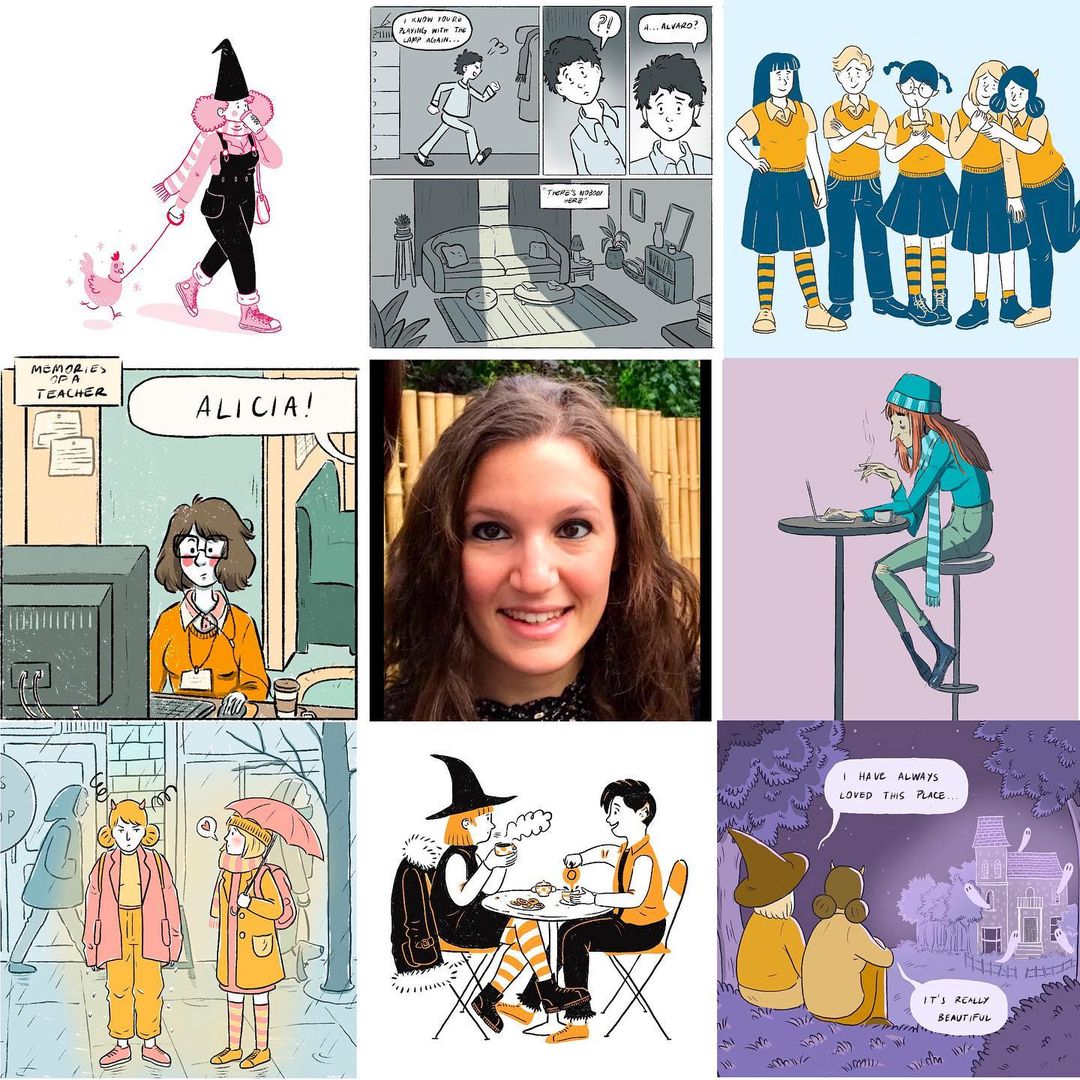 I KNOW YOU'RE
PLAYING WITH THE
LAMP AGAIN...
?!
A... ALVARO?
"THERE'S NOBODY
HERE"
MEMORIES
OF A
TEACHER
ALICIA!
I HAVE ALWAYS
LOVED THIS PLACE...
IT'S REALLY
BEAUTIFUL